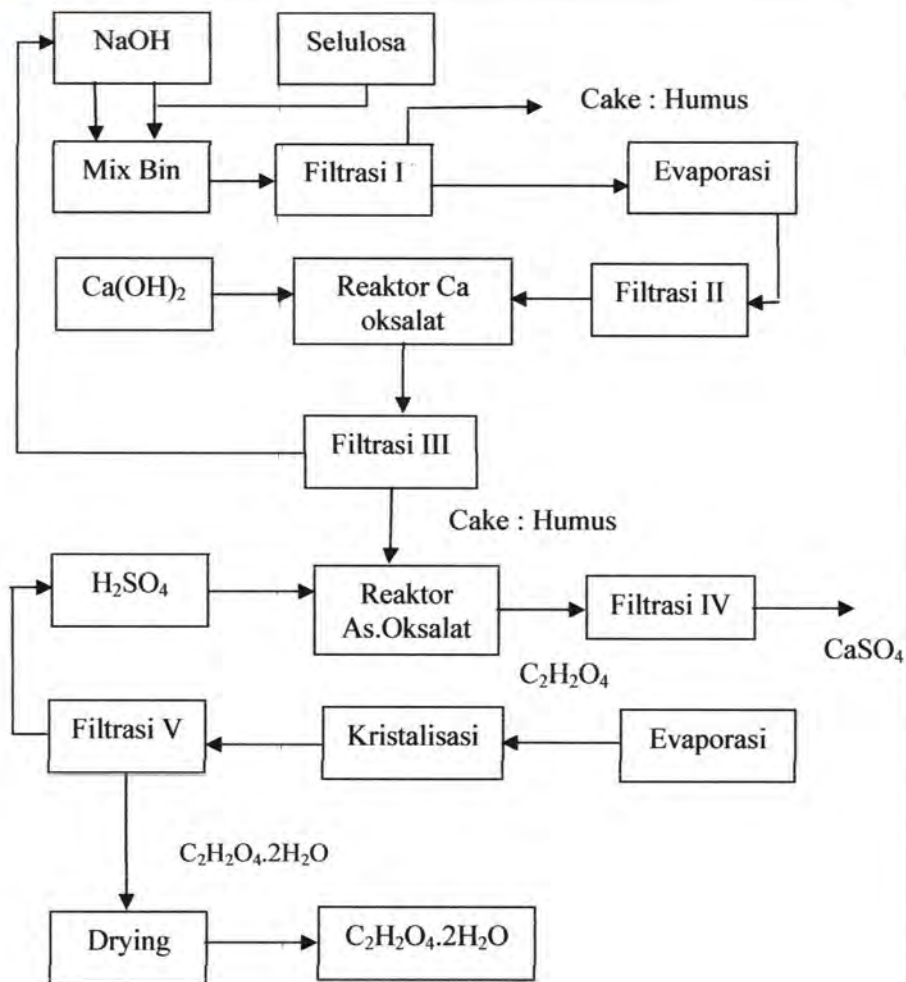 NaOH
Selulosa
Cake : Humus
Mix Bin
Filtrasi I
Evaporasi
Ca(OH)₂
Reaktor Ca
oksalat
Filtrasi II
Filtrasi III
Cake : Humus
H₂SO₄
Reaktor
As.Oksalat
Filtrasi IV
CaSO₄
C₂H₂O₄
Filtrasi V
Kristalisasi
Evaporasi
C₂H₂O₄.2H₂O
Drying
C₂H₂O₄.2H₂O